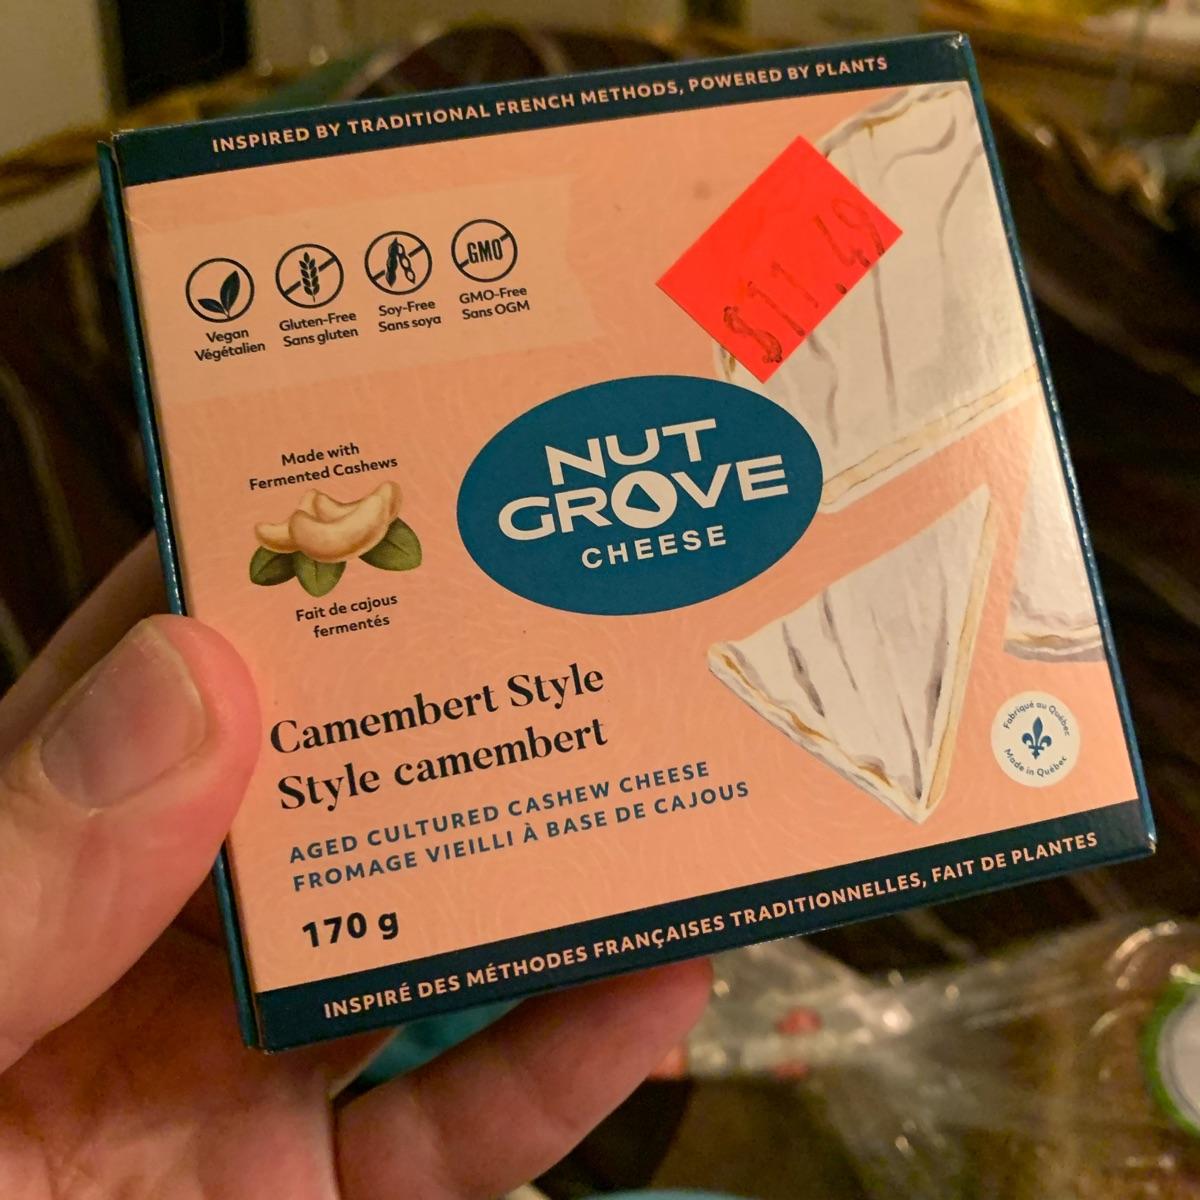 INSPIRED BY TRADITIONAL FRENCH METHODS, POWERED BY PLANTS
$11.49
Vegan
Végétalien
Gluten-Free
Sans gluten
Soy-Free
Sans soya
GMO
GMO-Free
Sans OGM
Made with
Fermented Cashews
Fait de cajous
fermentés
NUT
GROVE
CHEESE
Camembert Style
Style camembert
AGED CULTURED CASHEW CHEESE
FROMAGE VIEILLI À BASE DE CAJOUS
170 g
Fabriqué au Québec
Made in Québec
INSPIRÉ DES MÉTHODES FRANÇAISES TRADITIONNELLES, FAIT DE PLANTES